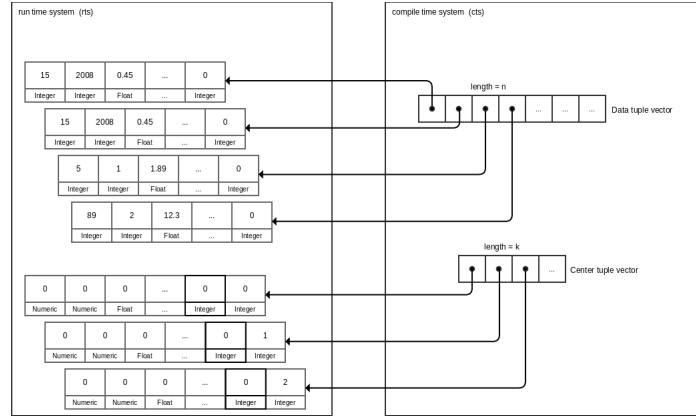 run time system (rts)
compile time system (cts)
15 2008 0.45 ... 0
Integer Integer Float ... Integer
length = n
... ... ...
Data tuple vector
15 2008 0.45 ... 0
Integer Integer Float ... Integer
5 1 1.89 ... 0
Integer Integer Float ... Integer
89 2 12.3 ... 0
Integer Integer Float ... Integer
length = k
...
Center tuple vector
0 0 0 ... 0 0
Numeric Numeric Float ... Integer Integer
0 0 0 ... 0 1
Numeric Numeric Float ... Integer Integer
0 0 0 ... 0 2
Numeric Numeric Float ... Integer Integer